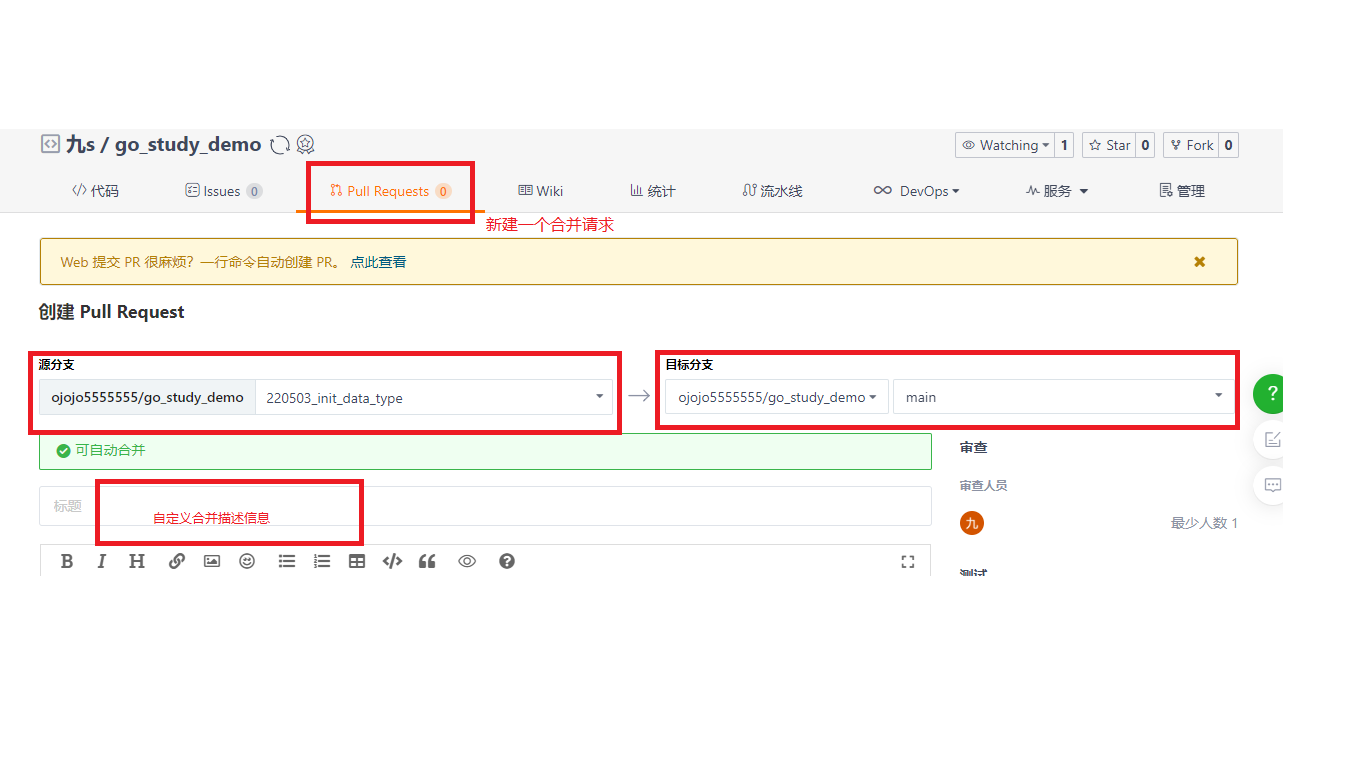 九s / go_study_demo
Watching 1 Star 0 Fork 0
代码 Issues 0 Pull Requests 0 Wiki 统计 流水线 DevOps 服务 管理
新建一个合并请求
Web 提交 PR 很麻烦？一行命令自动创建 PR。 点此查看
创建 Pull Request
源分支 目标分支
ojojo5555555/go_study_demo 220503_init_data_type ojojo5555555/go_study_demo main
?
可自动合并 审查
审查人员
标题 自定义合并描述信息
九 最少人数 1
B I H
测试